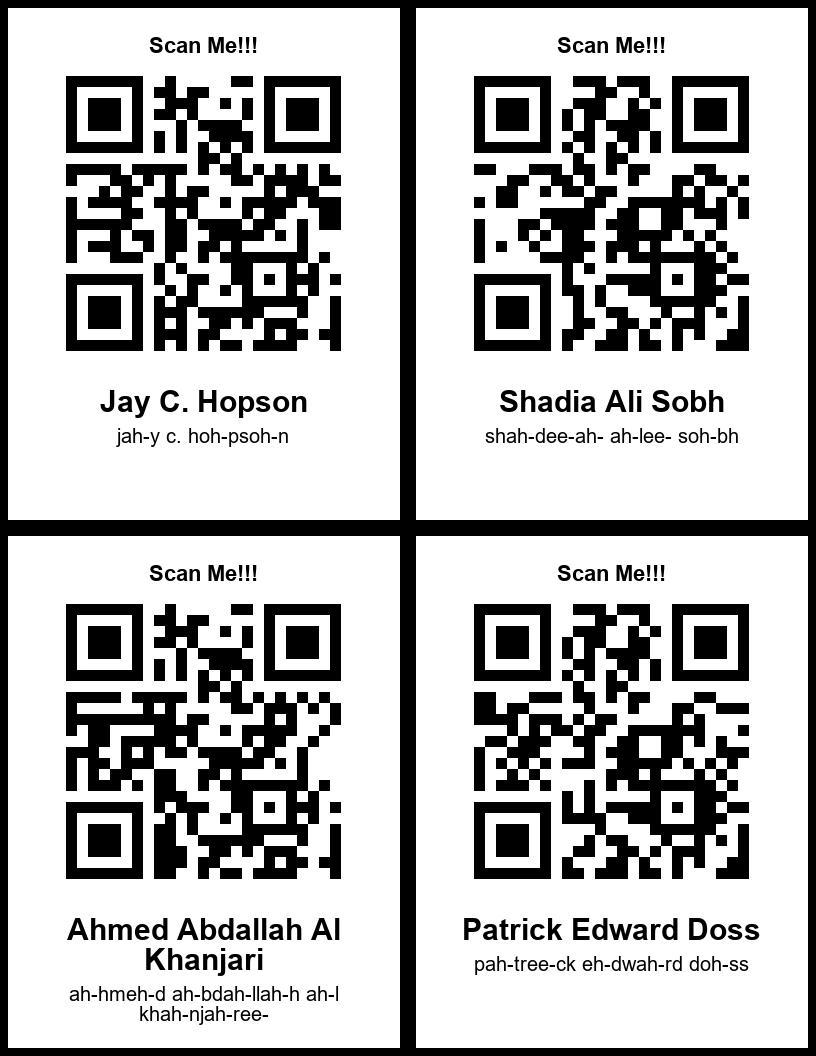 Scan Me!!!
Jay C. Hopson
jah-y c. hoh-psoh-n
Scan Me!!!
Shadia Ali Sobh
shah-dee-ah- ah-lee- soh-bh
Scan Me!!!
Ahmed Abdallah Al
Khanjari
ah-hmeh-d ah-bdah-llah-h ah-l
khah-njah-ree-
Scan Me!!!
Patrick Edward Doss
pah-tree-ck eh-dwah-rd doh-ss